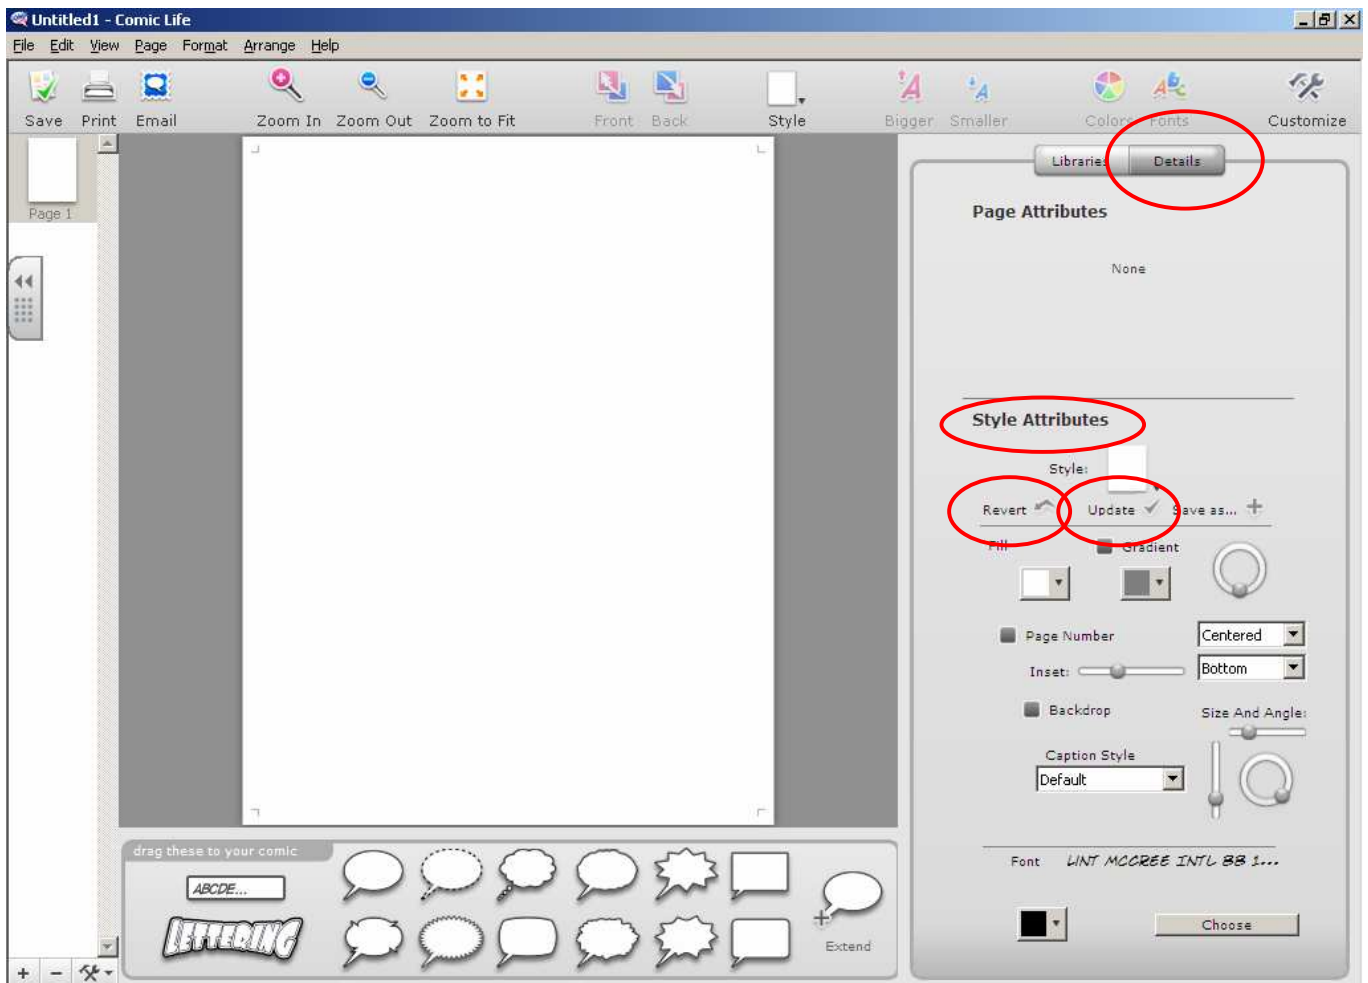 Untitled1 - Comic Life
File Edit View Page Format Arrange Help
Save Print Email Zoom In Zoom Out Zoom to Fit Front Back Style Bigger Smaller Colors Fonts Customize
Page 1
Libraries Details
Page Attributes
None
Style Attributes
Style:
Revert Update Save as...
Fill Gradient
Page Number Centered
Inset: Bottom
Backdrop Size And Angle:
Caption Style
Default
Font LINT MCCREE INTL BB 1...
Choose
drag these to your comic
ABCDE...
LETTERING
Extend